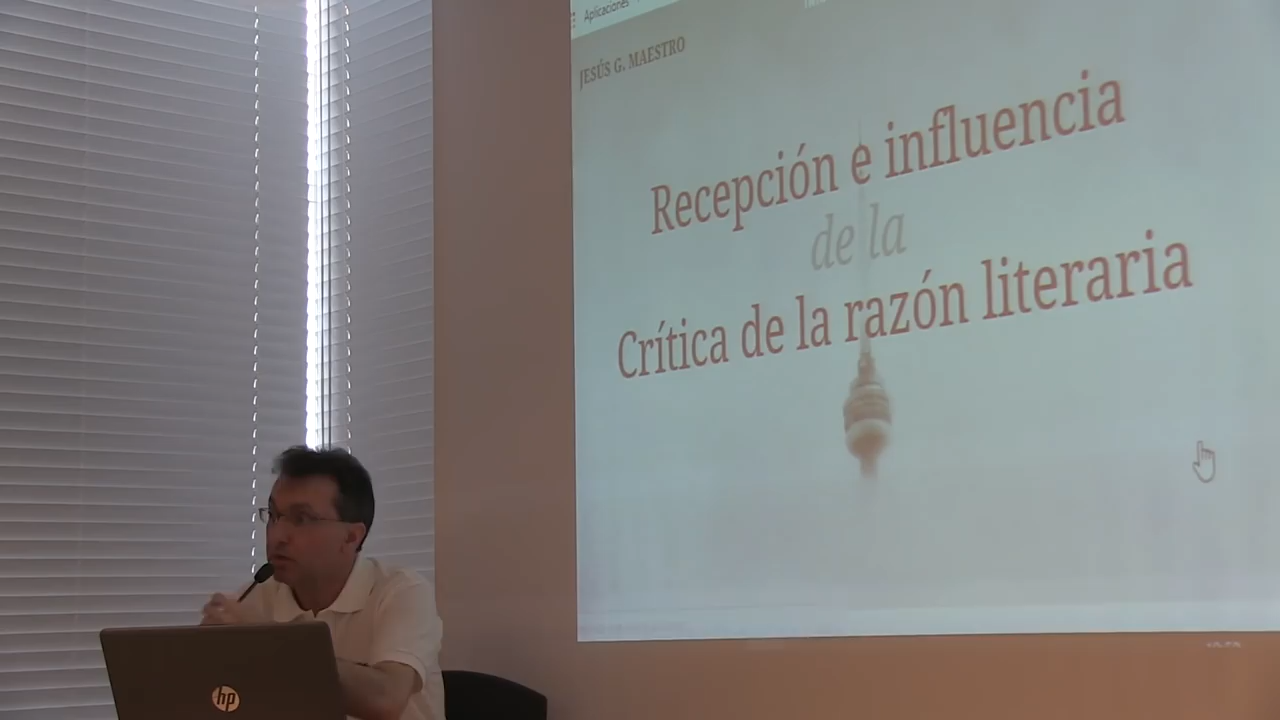 Aplicaciones
JESÚS G. MAESTRO
Recepción e influencia
de la
Crítica de la razón literaria
hp